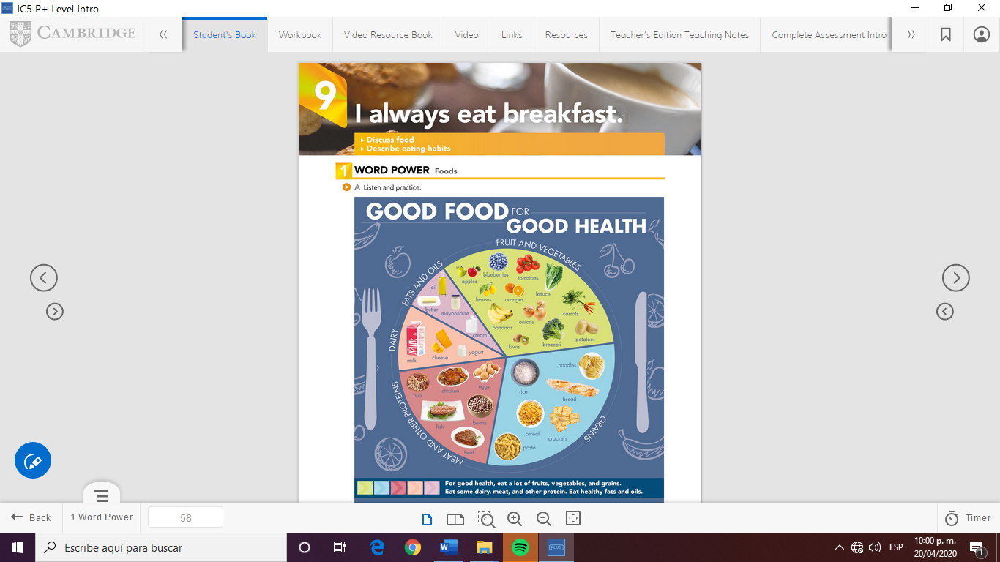 IC5 P+ Level Intro
CAMBRIDGE
Student's Book
Workbook
Video Resource Book
Video
Links
Resources
Teacher's Edition Teaching Notes
Complete Assessment Intro
9
I always eat breakfast.
Discuss food
Describe eating habits
1 WORD POWER Foods
A Listen and practice.
GOOD FOOD FOR
GOOD HEALTH
FRUIT AND VEGETABLES
apples
blueberries
tomatoes
lemons
oranges
lettuce
bananas
onions
carrots
kiwis
broccoli
potatoes
FATS AND OILS
oil
butter
mayonnaise
cream
DAIRY
Milk
milk
cheese
yogurt
MEAT AND OTHER PROTEINS
nuts
chicken
eggs
fish
beans
beef
GRAINS
noodles
rice
bread
cereal
crackers
pasta
For good health, eat a lot of fruits, vegetables, and grains.
Eat some dairy, meat, and other protein. Eat healthy fats and oils.
Back
1 Word Power
58
Timer
Escribe aquí para buscar
PLUS
ESP
10:00 p. m.
20/04/2020
1